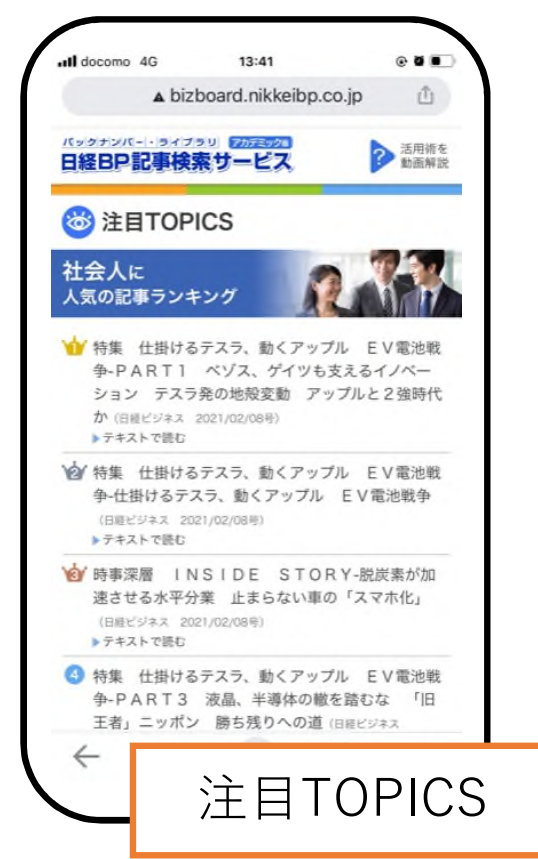 docomo 4G 13:41
bizboard.nikkeibp.co.jp
バックナンバー・ライブラリ アカデミック版
日経BP記事検索サービス
? 活用術を
動画解説
注目TOPICS
社会人に
人気の記事ランキング
1 特集 仕掛けるテスラ、動くアップル EV電池戦
争-PART1 ベゾス、ゲイツも支えるイノベー
ション テスラ発の地殻変動 アップルと2強時代
か (日経ビジネス 2021/02/08号)
▶テキストで読む
2 特集 仕掛けるテスラ、動くアップル EV電池戦
争-仕掛けるテスラ、動くアップル EV電池戦争
(日経ビジネス 2021/02/08号)
▶テキストで読む
3 時事深層 INSIDE STORY-脱炭素が加
速させる水平分業 止まらない車の「スマホ化」
(日経ビジネス 2021/02/08号)
▶テキストで読む
4 特集 仕掛けるテスラ、動くアップル EV電池戦
争-PART3 液晶、半導体の轍を踏むな 「旧
王者」ニッポン 勝ち残りへの道 (日経ビジネス
注目TOPICS